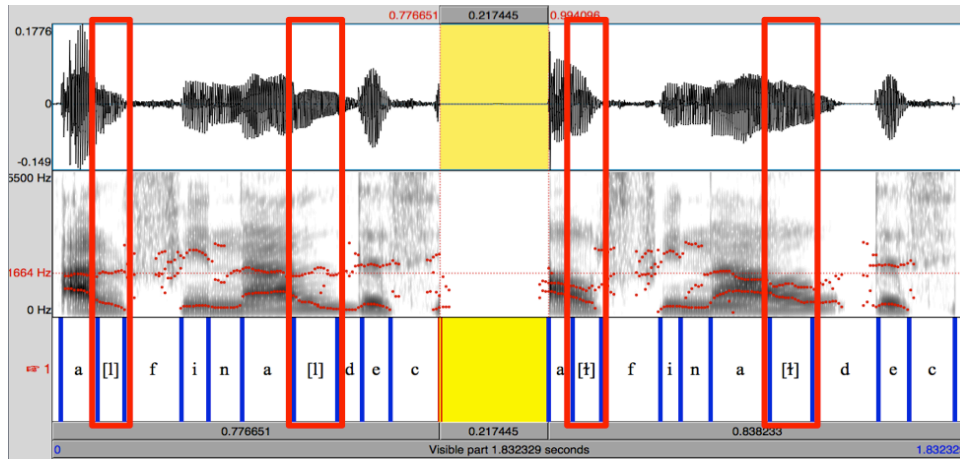 0.776651 0.217445 0.994096
0.1776
0
-0.149
5500 Hz
1664 Hz
0 Hz
☞ 1 a [l] f i n a [l] d e c a [ɫ] f i n a [ɫ] d e c
0.776651 0.217445 0.838233
0 Visible part 1.832329 seconds 1.832329